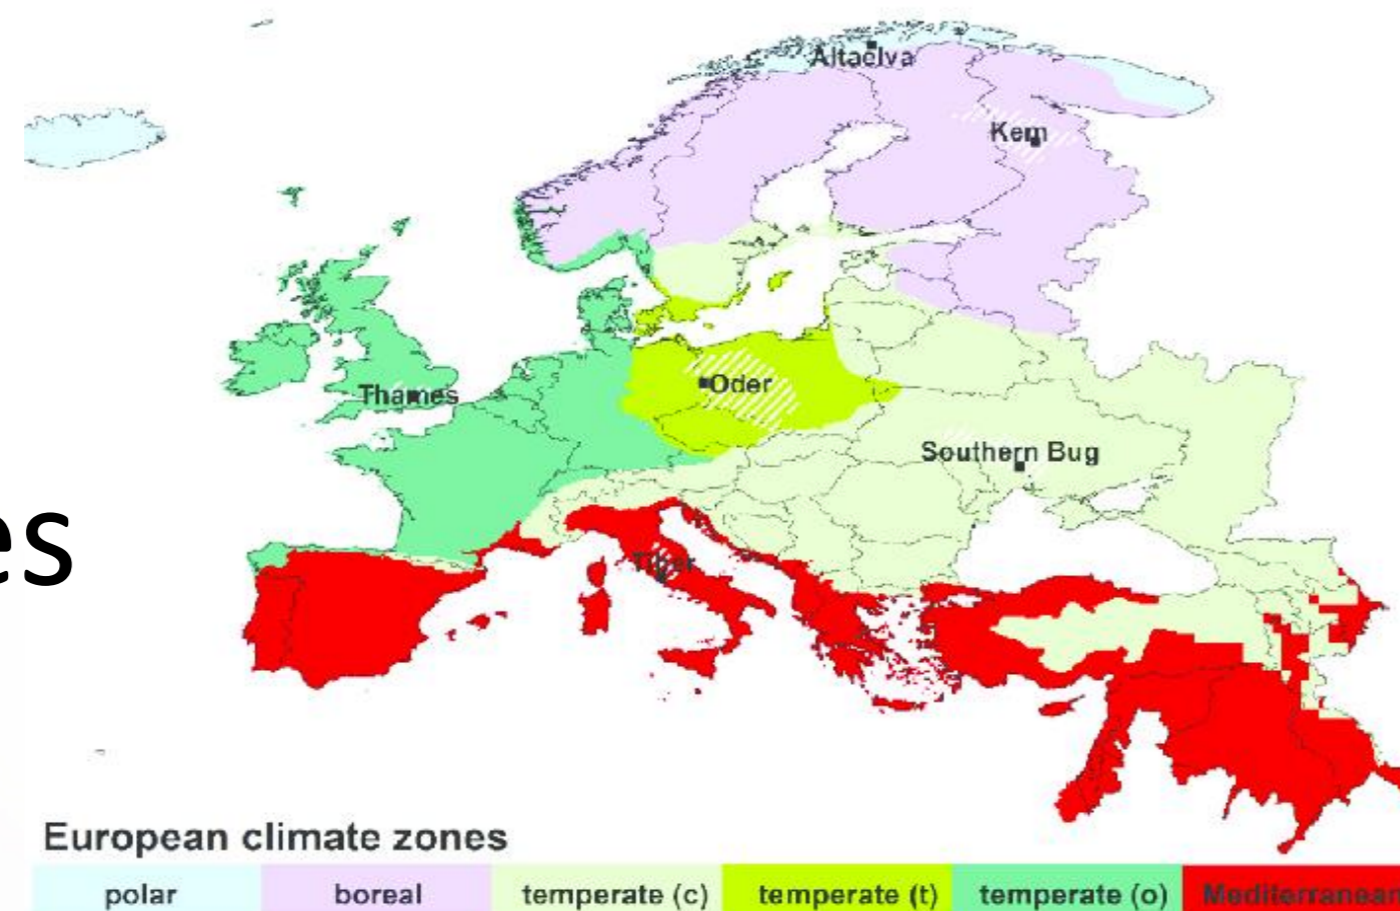 Altaelva
Kem
Thames
Oder
Southern Bug
es
Tiber
European climate zones
polar boreal temperate (c) temperate (t) temperate (o) Mediterranean